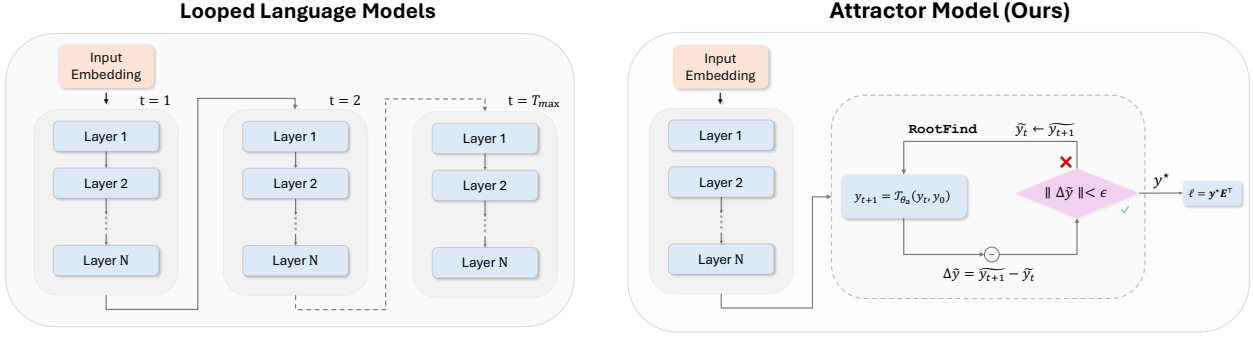 Looped Language Models
Input
Embedding
t = 1
Layer 1
Layer 2
Layer N
t = 2
Layer 1
Layer 2
Layer N
t = T_max
Layer 1
Layer 2
Layer N
Attractor Model (Ours)
Input
Embedding
Layer 1
Layer 2
Layer N
RootFind
ỹ_t ← ỹ_{t+1}
y_{t+1} = 𝒯_{θ_a}(y_t, y_0)
‖ Δỹ ‖< ϵ
−
Δỹ = ỹ_{t+1} − ỹ_t
y⋆
ℓ = y⋆E⊤